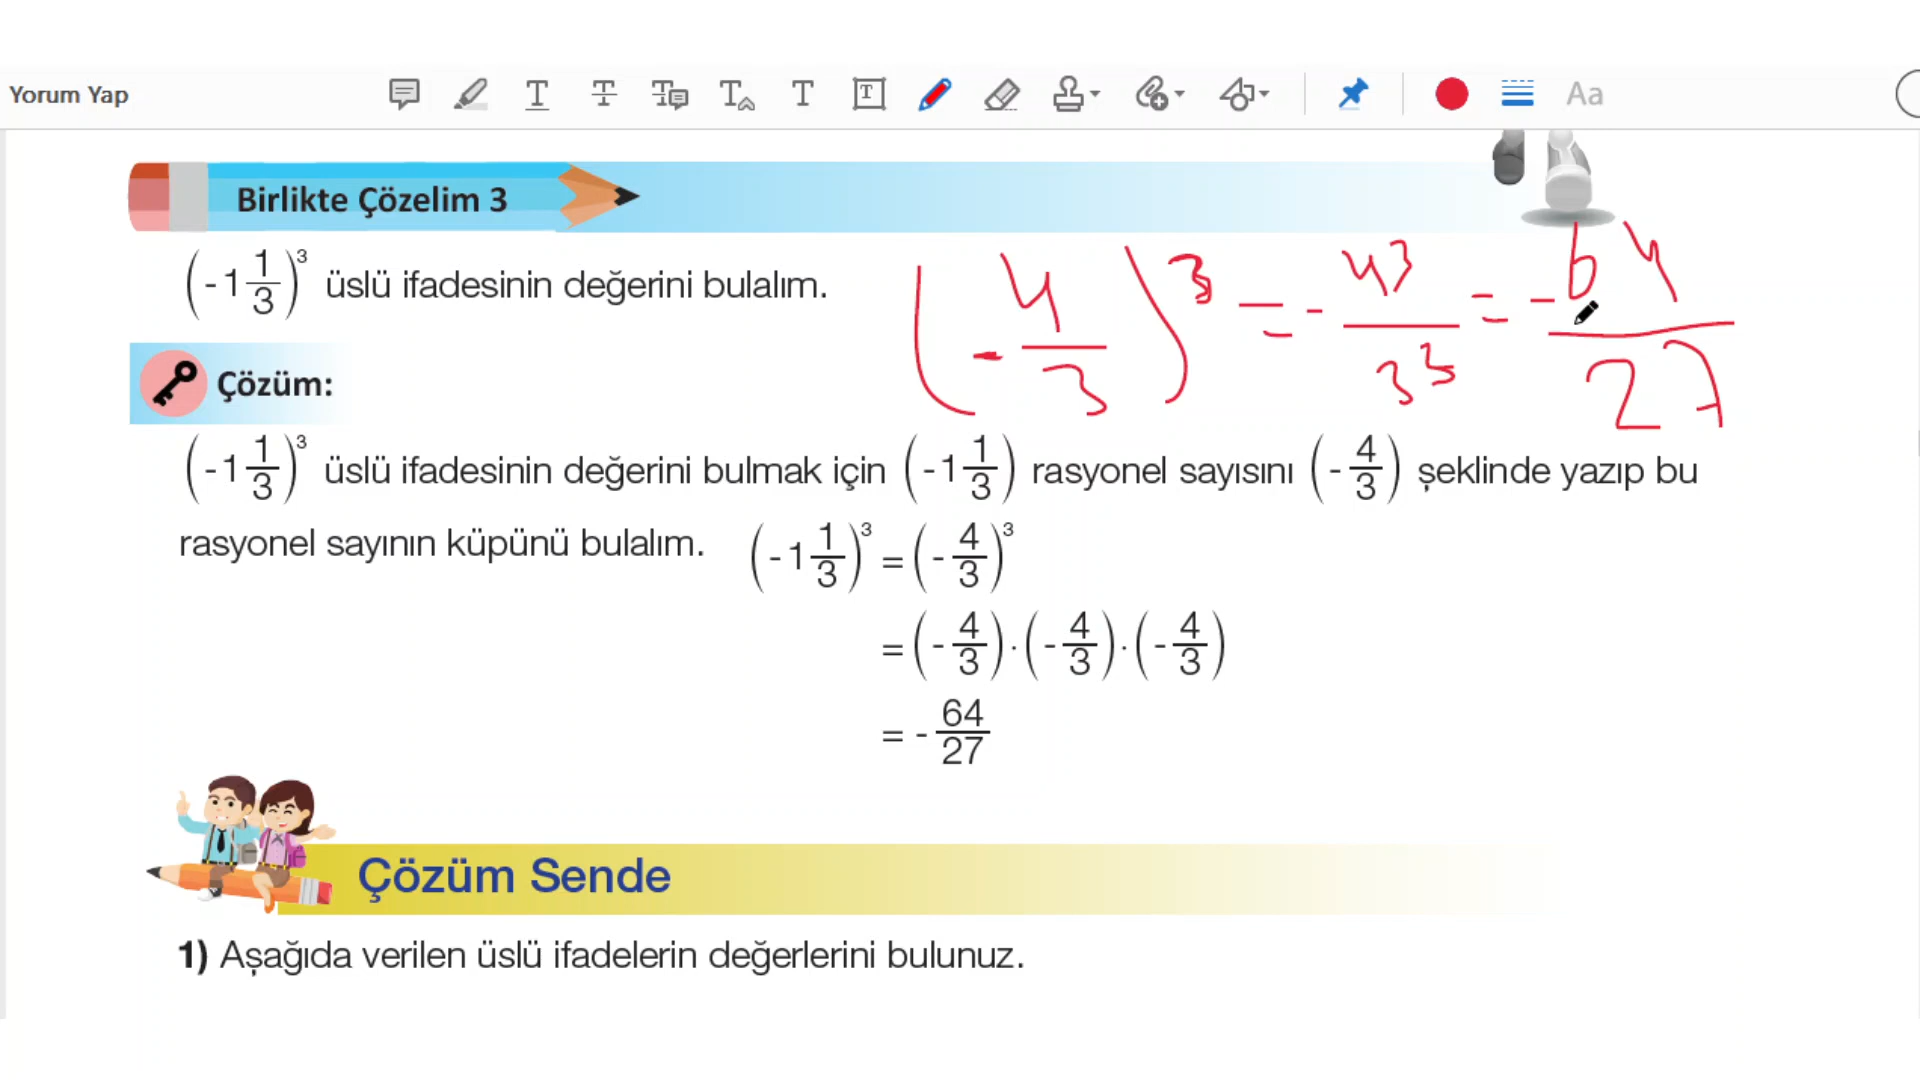 Yorum Yap
T T T T T T Aa
Birlikte Çözelim 3
(-1 1/3)³ üslü ifadesinin değerini bulalım.
(-4/3)³ = - 4³/3³ = - 64/27
Çözüm:
(-1 1/3)³ üslü ifadesinin değerini bulmak için (-1 1/3) rasyonel sayısını (-4/3) şeklinde yazıp bu
rasyonel sayının küpünü bulalım. (-1 1/3)³ = (-4/3)³
= (-4/3)·(-4/3)·(-4/3)
= - 64/27
Çözüm Sende
1) Aşağıda verilen üslü ifadelerin değerlerini bulunuz.